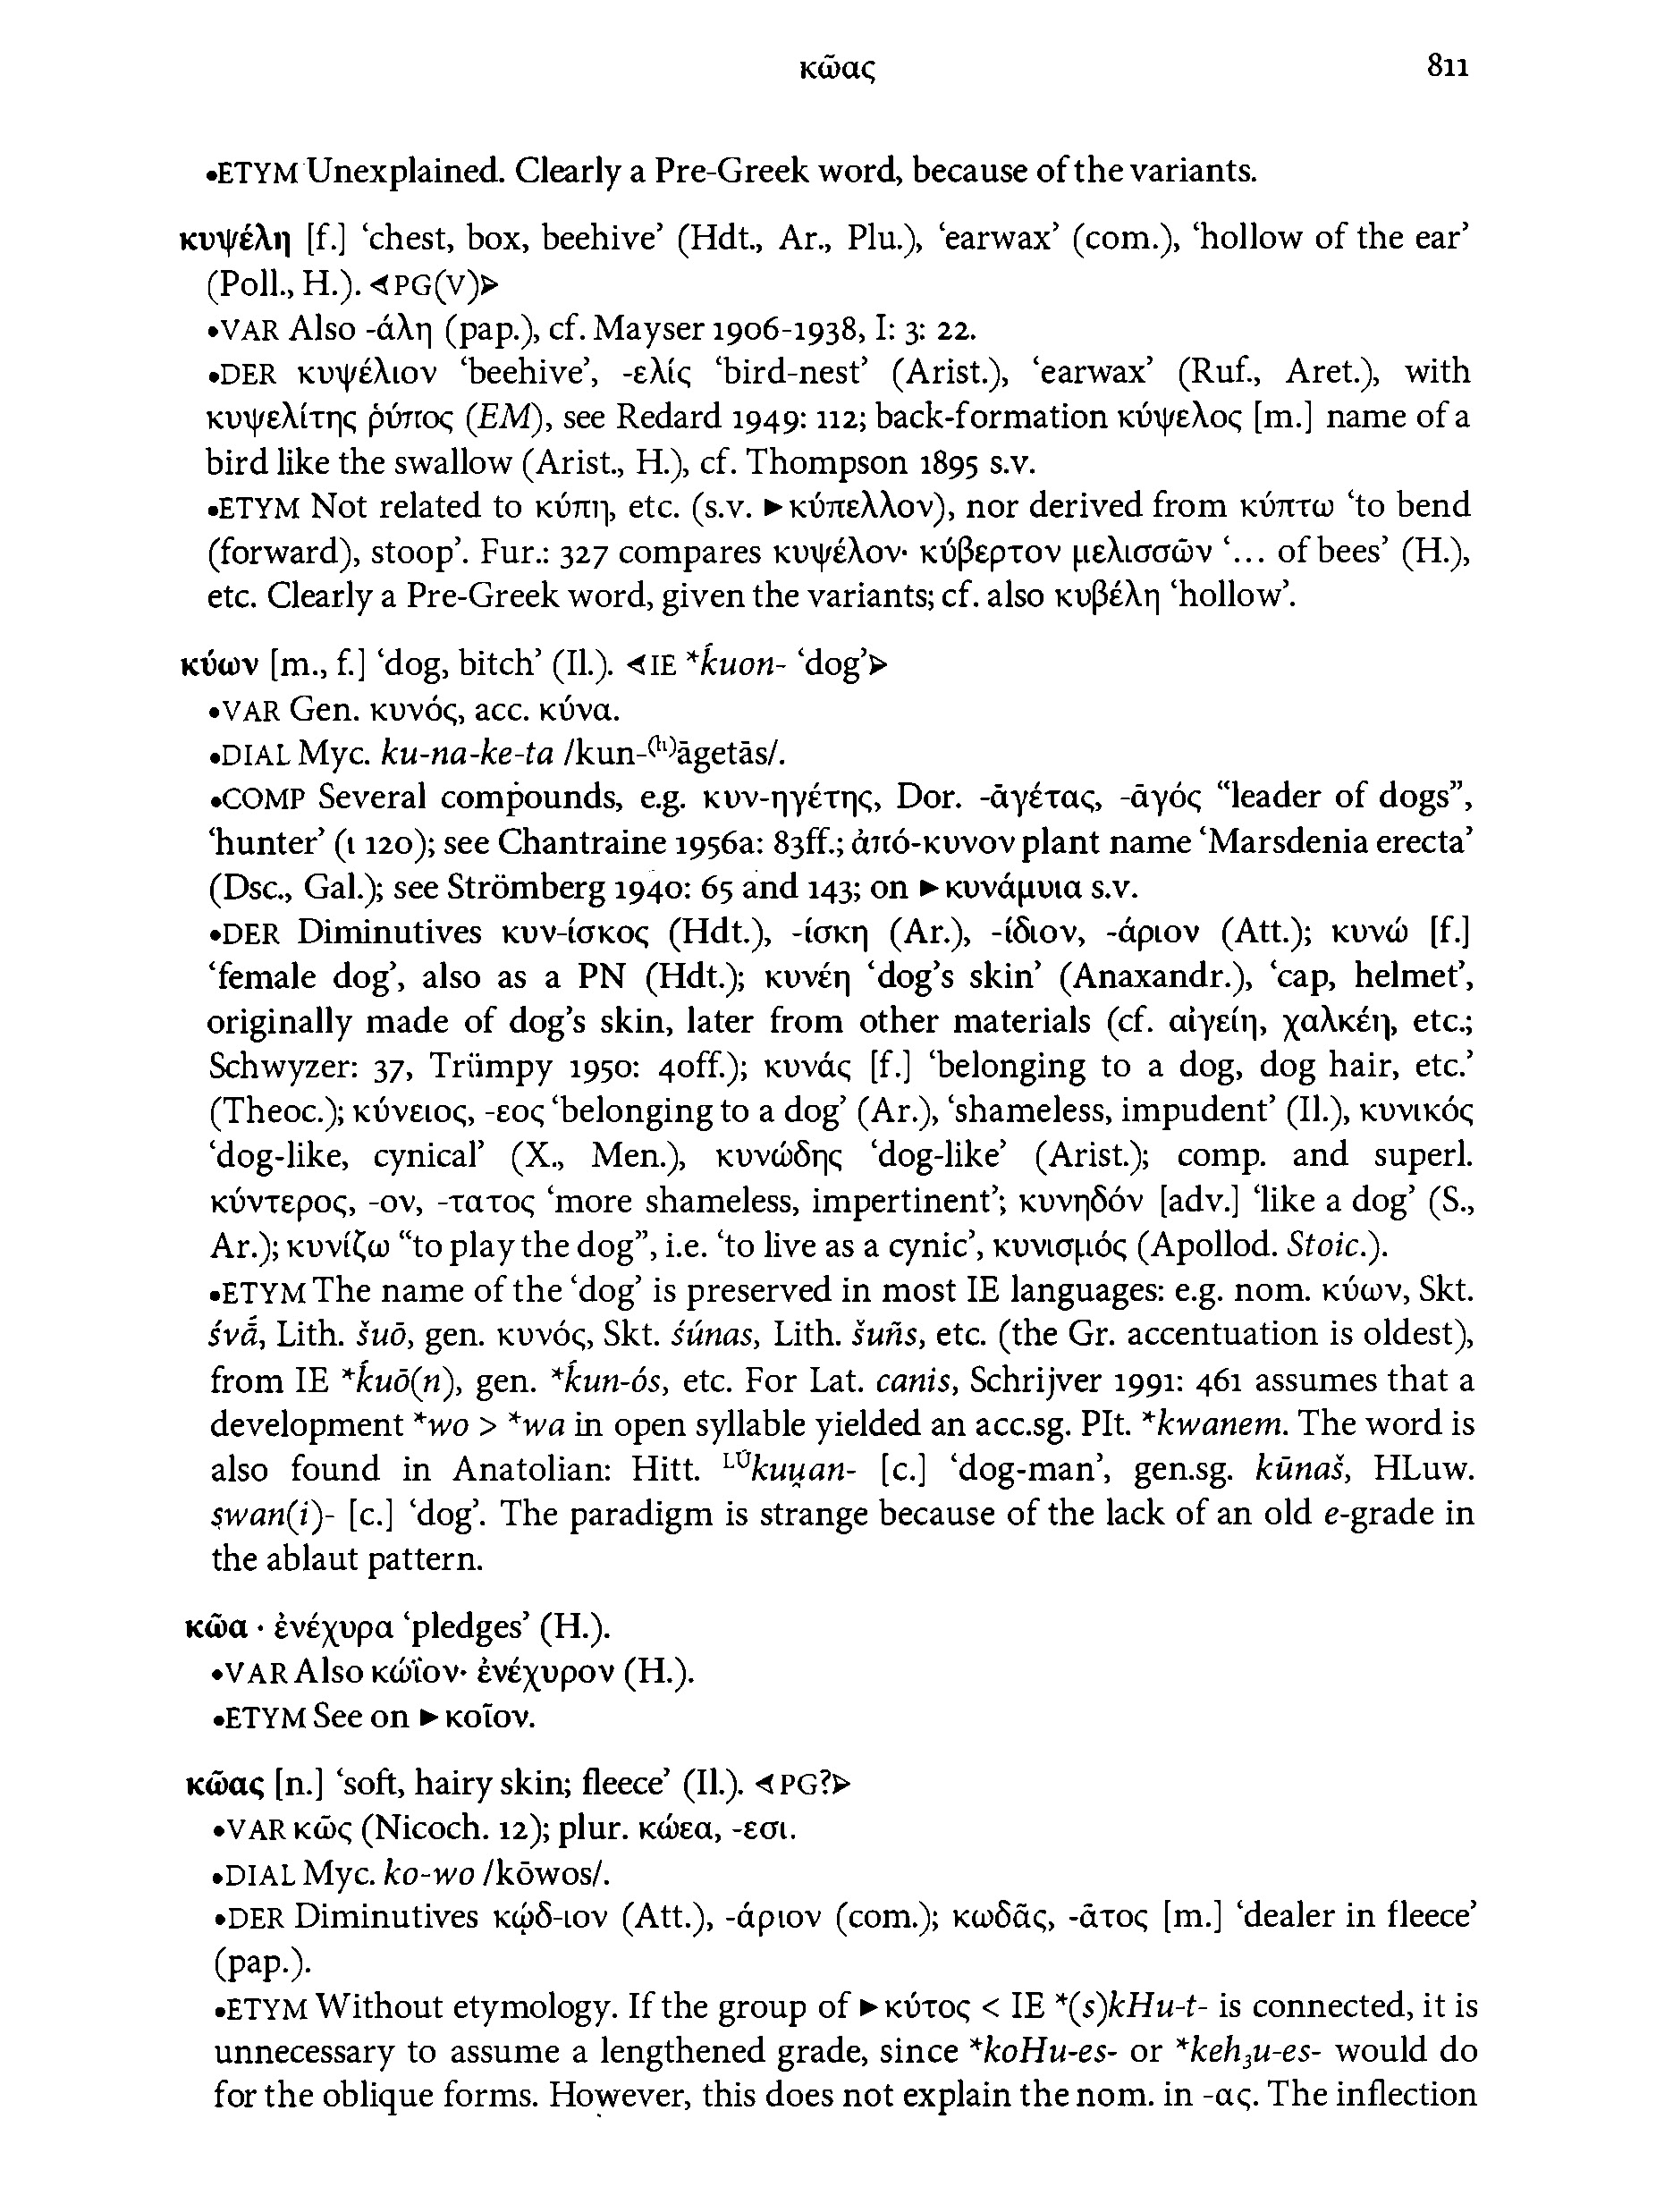 κῶας 811
•ETYM Unexplained. Clearly a Pre-Greek word, because of the variants.
κυψέλη [f.] ‘chest, box, beehive’ (Hdt., Ar., Plu.), ‘earwax’ (com.), ‘hollow of the ear’
(Poll., H.). ⊲PG(V)⊳
•VAR Also -άλη (pap.), cf. Mayser 1906-1938, I: 3: 22.
•DER κυψέλιον ‘beehive’, -ελίς ‘bird-nest’ (Arist.), ‘earwax’ (Ruf., Aret.), with
κυψελίτης ῥύπος (EM), see Redard 1949: 112; back-formation κύψελος [m.] name of a
bird like the swallow (Arist., H.), cf. Thompson 1895 s.v.
•ETYM Not related to κύπη, etc. (s.v. ►κύπελλον), nor derived from κύπτω ‘to bend
(forward), stoop’. Fur.: 327 compares κυψέλον· κύβερτον μελισσῶν ‘... of bees’ (H.),
etc. Clearly a Pre-Greek word, given the variants; cf. also κυβέλη ‘hollow’.
κύων [m., f.] ‘dog, bitch’ (Il.). ⊲IE *ḱuon- ‘dog’⊳
•VAR Gen. κυνός, acc. κύνα.
•DIAL Myc. ku-na-ke-ta /kun-⁽ʰ⁾āgetās/.
•COMP Several compounds, e.g. κυν-ηγέτης, Dor. -ᾱγέτας, -ᾱγός “leader of dogs”,
‘hunter’ (ι 120); see Chantraine 1956a: 83ff.; ἀπό-κυνον plant name ‘Marsdenia erecta’
(Dsc., Gal.); see Strömberg 1940: 65 and 143; on ►κυνάμυια s.v.
•DER Diminutives κυν-ίσκος (Hdt.), -ίσκη (Ar.), -ίδιον, -άριον (Att.); κυνώ [f.]
‘female dog’, also as a PN (Hdt.); κυνέη ‘dog’s skin’ (Anaxandr.), ‘cap, helmet’,
originally made of dog’s skin, later from other materials (cf. αἰγείη, χαλκέη, etc.;
Schwyzer: 37, Trümpy 1950: 40ff.); κυνάς [f.] ‘belonging to a dog, dog hair, etc.’
(Theoc.); κύνειος, -εος ‘belonging to a dog’ (Ar.), ‘shameless, impudent’ (Il.), κυνικός
‘dog-like, cynical’ (X., Men.), κυνώδης ‘dog-like’ (Arist.); comp. and superl.
κύντερος, -ον, -τατος ‘more shameless, impertinent’; κυνηδόν [adv.] ‘like a dog’ (S.,
Ar.); κυνίζω “to play the dog”, i.e. ‘to live as a cynic’, κυνισμός (Apollod. Stoic.).
•ETYM The name of the ‘dog’ is preserved in most IE languages: e.g. nom. κύων, Skt.
śvā́, Lith. šuõ, gen. κυνός, Skt. śúnas, Lith. šuñs, etc. (the Gr. accentuation is oldest),
from IE *ḱuō(n), gen. *ḱun-ós, etc. For Lat. canis, Schrijver 1991: 461 assumes that a
development *wo > *wa in open syllable yielded an acc.sg. PIt. *kwanem. The word is
also found in Anatolian: Hitt. ᴸᵁ́kuu̯an- [c.] ‘dog-man’, gen.sg. kūnaš, HLuw.
ṣwan(i)- [c.] ‘dog’. The paradigm is strange because of the lack of an old e-grade in
the ablaut pattern.
κῶα · ἐνέχυρα ‘pledges’ (H.).
•VAR Also κώϊον· ἐνέχυρον (H.).
•ETYM See on ►κοῖον.
κῶας [n.] ‘soft, hairy skin; fleece’ (Il.). ⊲PG?⊳
•VAR κῶς (Nicoch. 12); plur. κώεα, -εσι.
•DIAL Myc. ko-wo /kōwos/.
•DER Diminutives κῴδ-ιον (Att.), -άριον (com.); κωδᾶς, -ᾶτος [m.] ‘dealer in fleece’
(pap.).
•ETYM Without etymology. If the group of ►κύτος < IE *(s)kHu-t- is connected, it is
unnecessary to assume a lengthened grade, since *koHu-es- or *keh₃u-es- would do
for the oblique forms. However, this does not explain the nom. in -ας. The inflection